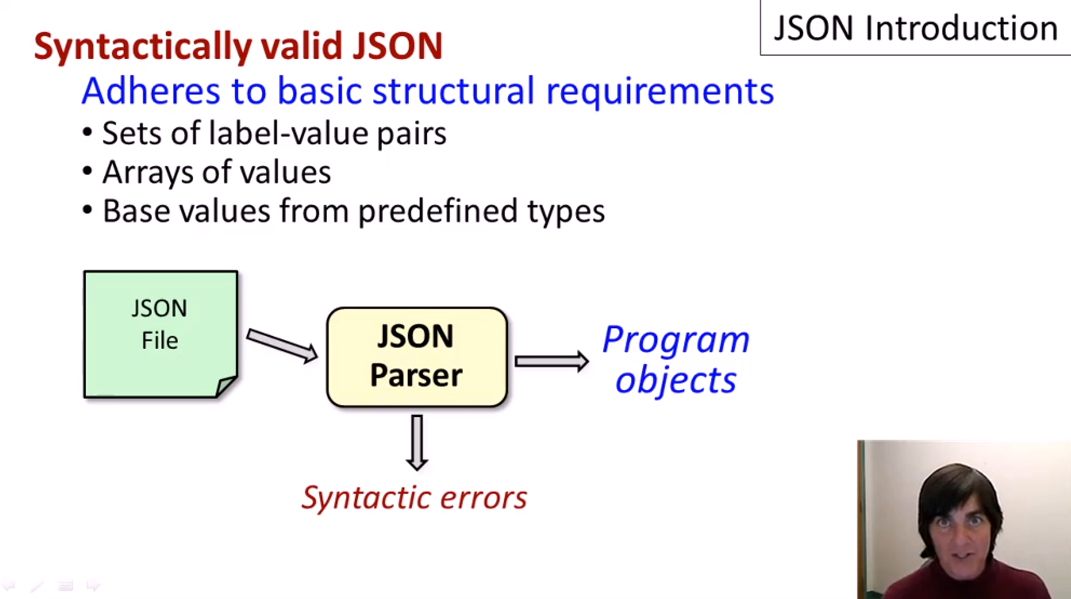 JSON Introduction
Syntactically valid JSON
Adheres to basic structural requirements
• Sets of label-value pairs
• Arrays of values
• Base values from predefined types
JSON
File
JSON
Parser
Program
objects
Syntactic errors